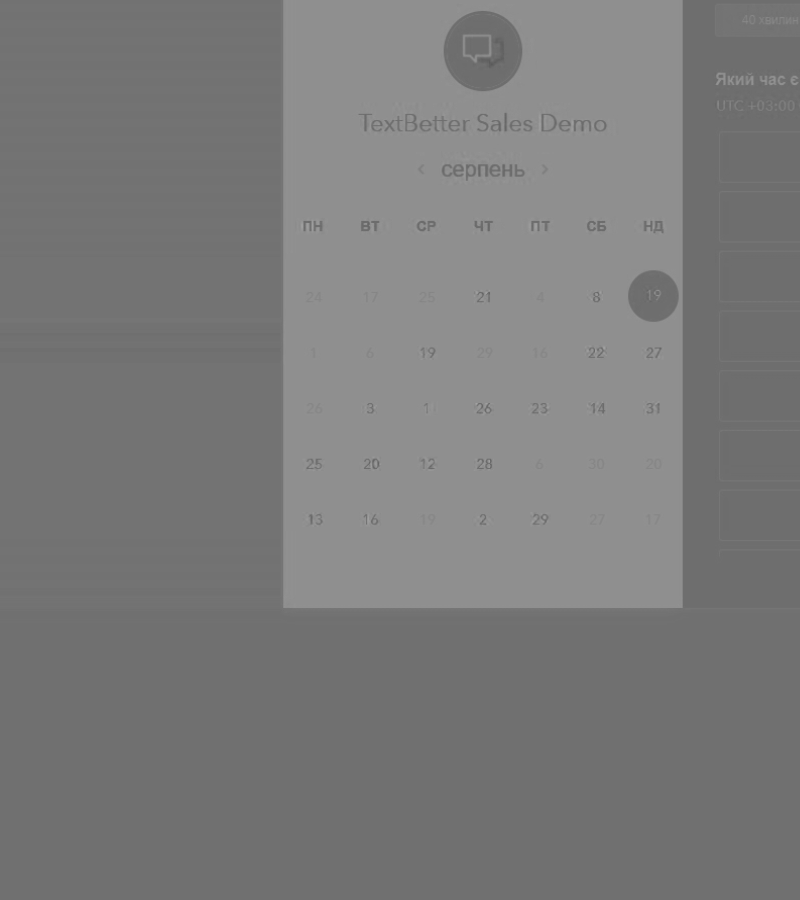 40 хвилин
TextBetter Sales Demo
Який час є
UTC +03:00
‹ серпень ›
ПН ВТ СР ЧТ ПТ СБ НД
24 17 25 21 4 8 19
1 6 19 29 16 22 27
26 3 1 26 23 14 31
25 20 12 28 6 30 20
13 16 19 2 29 27 17